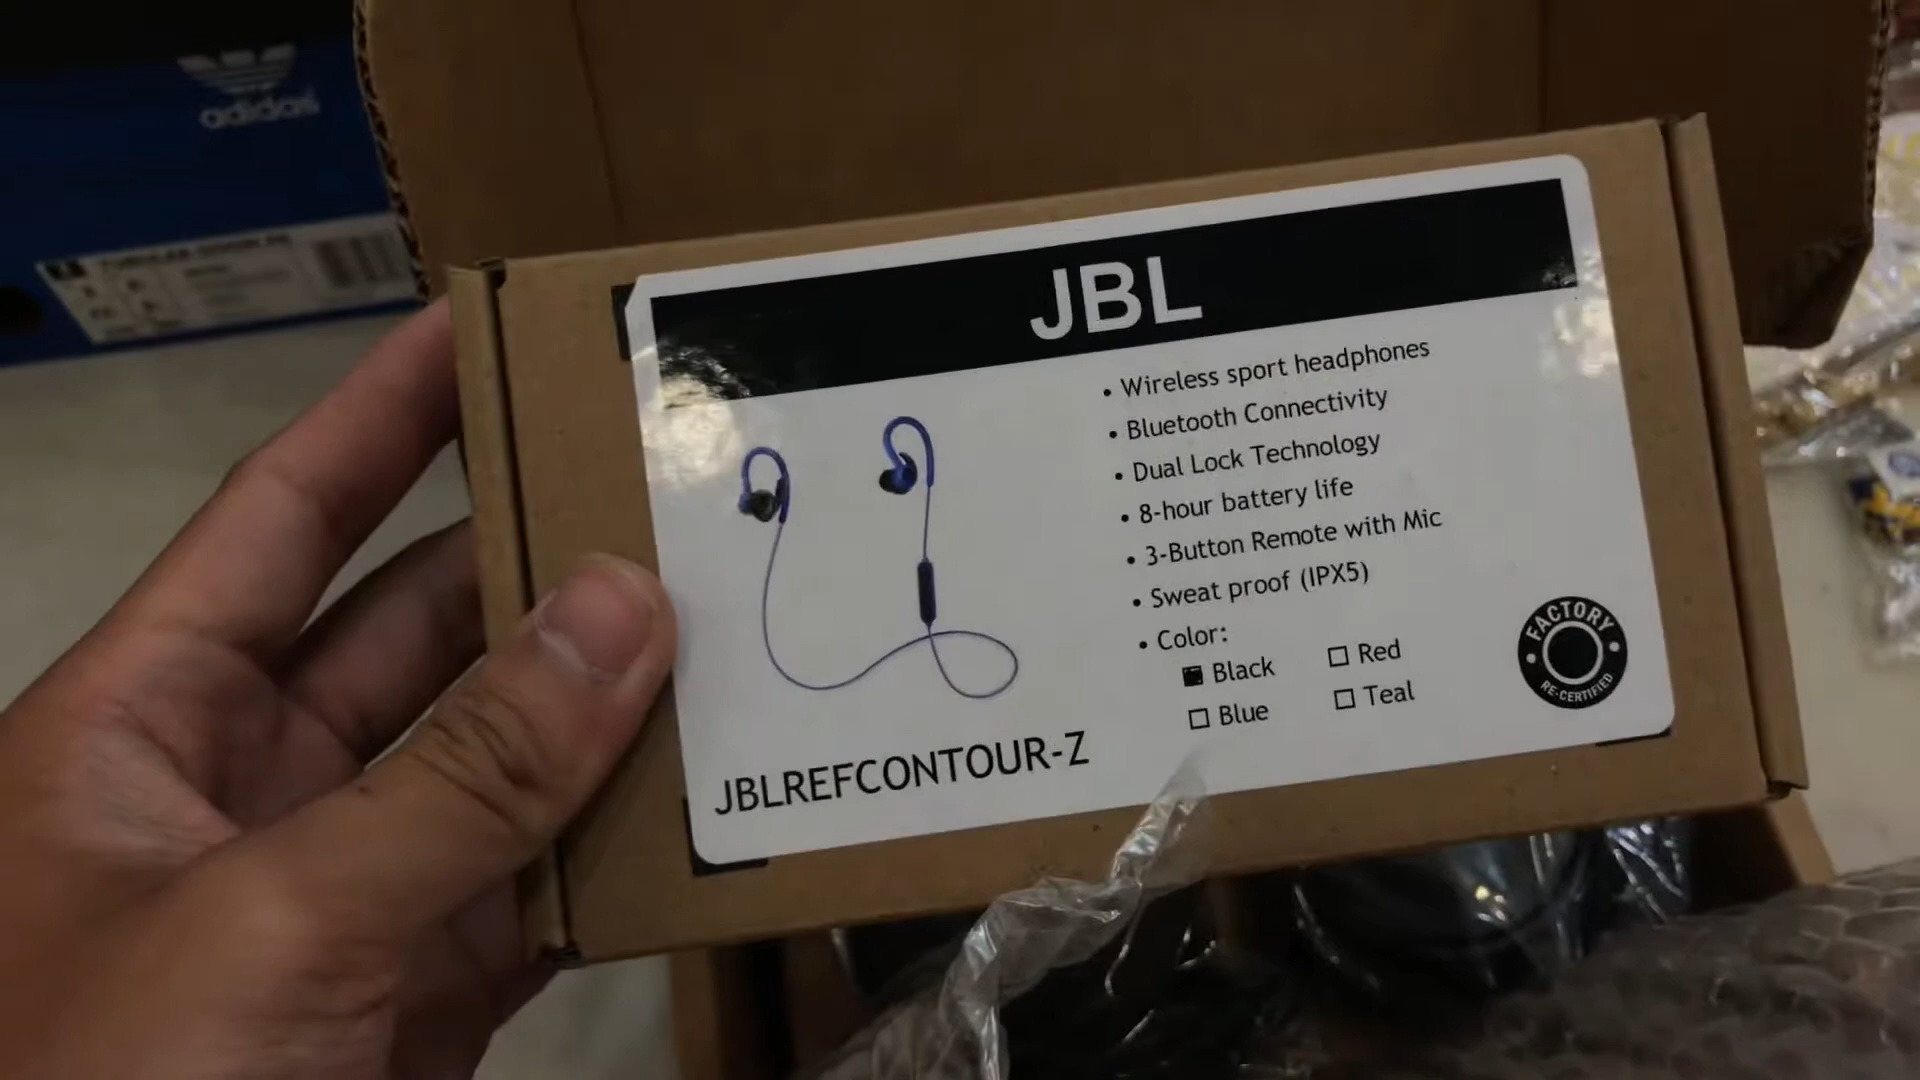 adidas
JBL
• Wireless sport headphones
• Bluetooth Connectivity
• Dual Lock Technology
• 8-hour battery life
• 3-Button Remote with Mic
• Sweat proof (IPX5)
• Color:
Black Red
Blue Teal
FACTORY
RE-CERTIFIED
JBLREFCONTOUR-Z